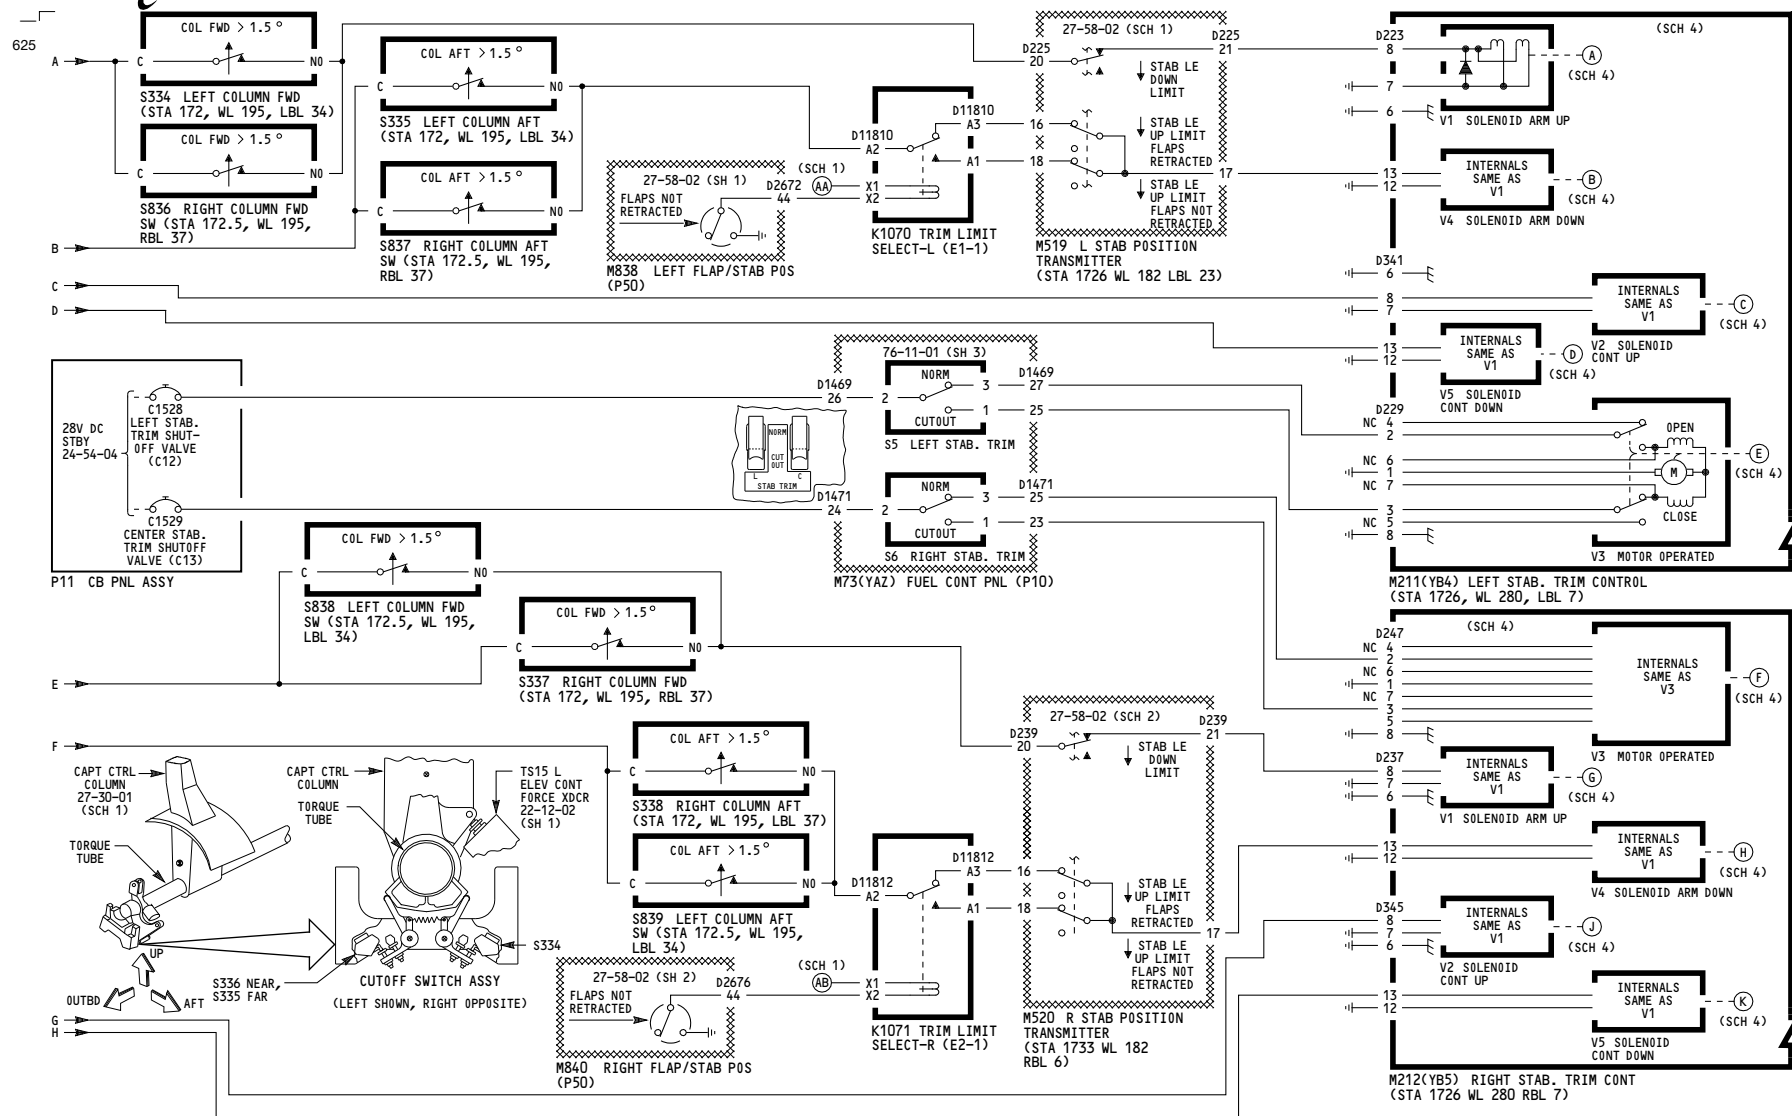 625
A
C
COL FWD > 1.5°
NO
S334 LEFT COLUMN FWD
(STA 172, WL 195, LBL 34)
COL FWD > 1.5°
C
NO
S836 RIGHT COLUMN FWD
SW (STA 172.5, WL 195,
RBL 37)
COL AFT > 1.5°
C
NO
S335 LEFT COLUMN AFT
(STA 172, WL 195, LBL 34)
COL AFT > 1.5°
C
NO
S837 RIGHT COLUMN AFT
SW (STA 172.5, WL 195,
RBL 37)
B
C
D
27-58-02 (SH 1)
FLAPS NOT
RETRACTED
D2672
44
M838 LEFT FLAP/STAB POS
(P50)
(SCH 1)
AA
D11810
A2
X1
X2
D11810
A3
A1
K1070 TRIM LIMIT
SELECT-L (E1-1)
27-58-02 (SCH 1)
D225
20
D225
21
STAB LE
DOWN
LIMIT
16
18
STAB LE
UP LIMIT
FLAPS
RETRACTED
17
STAB LE
UP LIMIT
FLAPS NOT
RETRACTED
M519 L STAB POSITION
TRANSMITTER
(STA 1726 WL 182 LBL 23)
(SCH 4)
D223
8
7
6
A
(SCH 4)
V1 SOLENOID ARM UP
13
12
INTERNALS
SAME AS
V1
B
(SCH 4)
V4 SOLENOID ARM DOWN
D341
6
8
7
INTERNALS
SAME AS
V1
C
(SCH 4)
V2 SOLENOID
CONT UP
13
12
INTERNALS
SAME AS
V1
D
(SCH 4)
V5 SOLENOID
CONT DOWN
D229
NC 4
2
NC 6
1
NC 7
3
NC 5
8
OPEN
M
CLOSE
E
(SCH 4)
V3 MOTOR OPERATED
M211(YB4) LEFT STAB. TRIM CONTROL
(STA 1726, WL 280, LBL 7)
28V DC
STBY
24-54-04
C1528
LEFT STAB.
TRIM SHUT-
OFF VALVE
(C12)
C1529
CENTER STAB.
TRIM SHUTOFF
VALVE (C13)
P11 CB PNL ASSY
NORM
CUT
OUT
L
C
STAB TRIM
76-11-01 (SH 3)
D1469
26
2
NORM
3
1
CUTOUT
D1469
27
25
S5 LEFT STAB. TRIM
D1471
24
2
NORM
3
1
CUTOUT
D1471
25
23
S6 RIGHT STAB. TRIM
M73(YAZ) FUEL CONT PNL (P10)
COL FWD > 1.5°
C
NO
S838 LEFT COLUMN FWD
SW (STA 172.5, WL 195,
LBL 34)
COL FWD > 1.5°
C
NO
S337 RIGHT COLUMN FWD
(STA 172, WL 195, RBL 37)
E
F
COL AFT > 1.5°
C
NO
S338 RIGHT COLUMN AFT
(STA 172, WL 195, LBL 37)
COL AFT > 1.5°
C
NO
S839 LEFT COLUMN AFT
SW (STA 172.5, WL 195,
LBL 34)
CAPT CTRL
COLUMN
27-30-01
(SCH 1)
TORQUE
TUBE
UP
OUTBD
AFT
CAPT CTRL
COLUMN
TORQUE
TUBE
TS15 L
ELEV CONT
FORCE XDCR
22-12-02
(SH 1)
S334
S336 NEAR,
S335 FAR
CUTOFF SWITCH ASSY
(LEFT SHOWN, RIGHT OPPOSITE)
G
H
27-58-02 (SH 2)
FLAPS NOT
RETRACTED
D2676
44
M840 RIGHT FLAP/STAB POS
(P50)
(SCH 1)
AB
D11812
A2
X1
X2
D11812
A3
A1
K1071 TRIM LIMIT
SELECT-R (E2-1)
27-58-02 (SCH 2)
D239
20
D239
21
STAB LE
DOWN
LIMIT
16
18
STAB LE
UP LIMIT
FLAPS
RETRACTED
17
STAB LE
UP LIMIT
FLAPS NOT
RETRACTED
M520 R STAB POSITION
TRANSMITTER
(STA 1733 WL 182
RBL 6)
(SCH 4)
D247
NC 4
2
NC 6
1
NC 7
3
5
8
INTERNALS
SAME AS
V3
F
(SCH 4)
V3 MOTOR OPERATED
D237
8
7
6
INTERNALS
SAME AS
V1
G
(SCH 4)
V1 SOLENOID ARM UP
13
12
INTERNALS
SAME AS
V1
H
(SCH 4)
V4 SOLENOID ARM DOWN
D345
8
7
6
INTERNALS
SAME AS
V1
J
(SCH 4)
V2 SOLENOID
CONT UP
13
12
INTERNALS
SAME AS
V1
K
(SCH 4)
V5 SOLENOID
CONT DOWN
M212(YB5) RIGHT STAB. TRIM CONT
(STA 1726 WL 280 RBL 7)